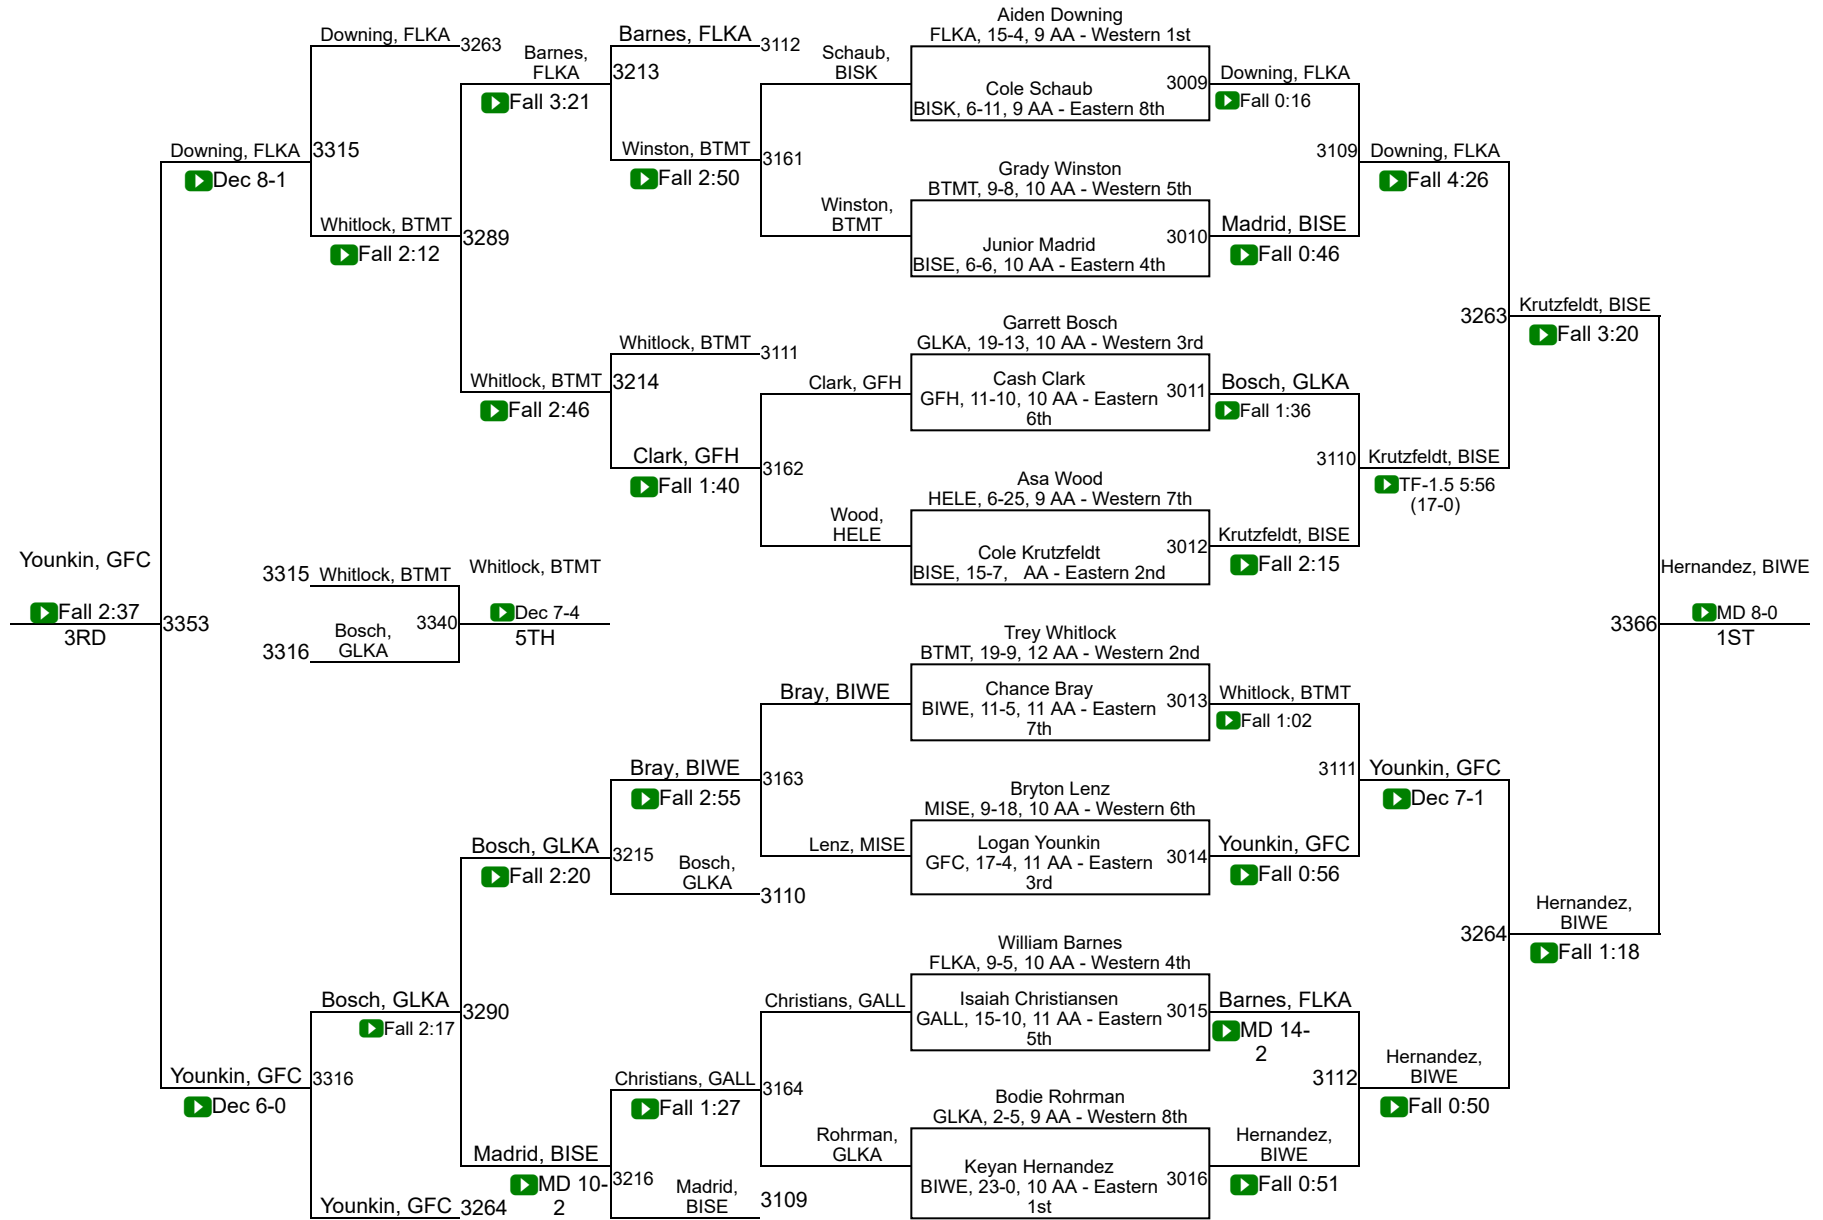 Downing, FLKA
3263
Barnes,
FLKA
Fall 3:21
Barnes, FLKA
3112
3213
Winston, BTMT
Fall 2:50
3161
Schaub,
BISK
Winston,
BTMT
Downing, FLKA
Dec 8-1
3315
Whitlock, BTMT
Fall 2:12
3289
Whitlock, BTMT
3111
Whitlock, BTMT
Fall 2:46
3214
Clark, GFH
Fall 1:40
3162
Clark, GFH
Wood,
HELE
Younkin, GFC
Fall 2:37
3RD
3353
3315
Whitlock, BTMT
3316
Bosch,
GLKA
3340
Whitlock, BTMT
Dec 7-4
5TH
Bray, BIWE
Bray, BIWE
Fall 2:55
3163
Lenz, MISE
Bosch, GLKA
Fall 2:20
3215
Bosch,
GLKA
3110
Bosch, GLKA
Fall 2:17
3290
Christians, GALL
Younkin, GFC
Dec 6-0
3316
Christians, GALL
Fall 1:27
3164
Rohrman,
GLKA
Madrid, BISE
MD 10-
2
3216
Madrid,
BISE
3109
Younkin, GFC
3264
Aiden Downing
FLKA, 15-4, 9 AA - Western 1st
Cole Schaub
BISK, 6-11, 9 AA - Eastern 8th
3009
Downing, FLKA
Fall 0:16
Grady Winston
BTMT, 9-8, 10 AA - Western 5th
Junior Madrid
BISE, 6-6, 10 AA - Eastern 4th
3010
Madrid, BISE
Fall 0:46
3109
Downing, FLKA
Fall 4:26
Garrett Bosch
GLKA, 19-13, 10 AA - Western 3rd
Cash Clark
GFH, 11-10, 10 AA - Eastern
6th
3011
Bosch, GLKA
Fall 1:36
Asa Wood
HELE, 6-25, 9 AA - Western 7th
Cole Krutzfeldt
BISE, 15-7, AA - Eastern 2nd
3012
Krutzfeldt, BISE
Fall 2:15
3110
Krutzfeldt, BISE
TF-1.5 5:56
(17-0)
3263
Krutzfeldt, BISE
Fall 3:20
Trey Whitlock
BTMT, 19-9, 12 AA - Western 2nd
Chance Bray
BIWE, 11-5, 11 AA - Eastern
7th
3013
Whitlock, BTMT
Fall 1:02
Bryton Lenz
MISE, 9-18, 10 AA - Western 6th
Logan Younkin
GFC, 17-4, 11 AA - Eastern
3rd
3014
Younkin, GFC
Fall 0:56
3111
Younkin, GFC
Dec 7-1
William Barnes
FLKA, 9-5, 10 AA - Western 4th
Isaiah Christiansen
GALL, 15-10, 11 AA - Eastern
5th
3015
Barnes, FLKA
MD 14-
2
Bodie Rohrman
GLKA, 2-5, 9 AA - Western 8th
Keyan Hernandez
BIWE, 23-0, 10 AA - Eastern
1st
3016
Hernandez,
BIWE
Fall 0:51
3112
Hernandez,
BIWE
Fall 0:50
3264
Hernandez,
BIWE
Fall 1:18
3366
Hernandez, BIWE
MD 8-0
1ST